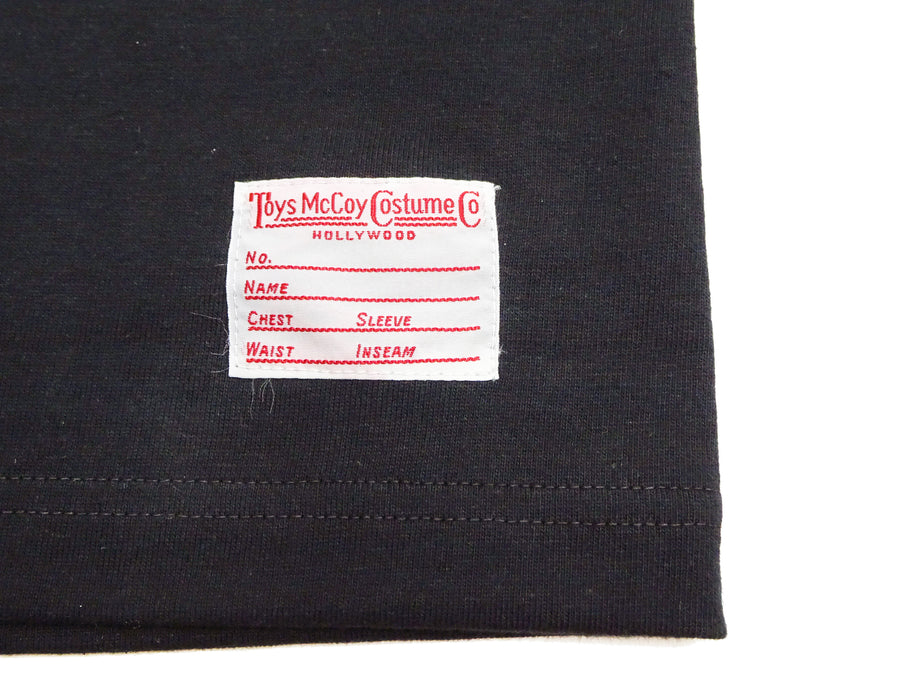 Toys McCoy Costume Co
HOLLYWOOD
No.
NAME
CHEST SLEEVE
WAIST INSEAM